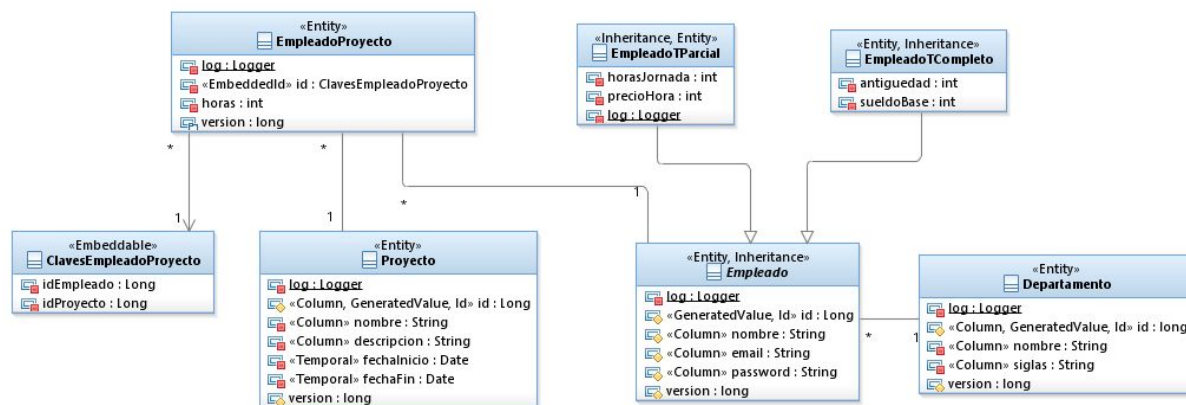 «Entity»
EmpleadoProyecto
log : Logger
«EmbeddedId» id : ClavesEmpleadoProyecto
horas : int
version : long
«Inheritance, Entity»
EmpleadoTParcial
horasJornada : int
precioHora : int
log : Logger
«Entity, Inheritance»
EmpleadoTCompleto
antiguedad : int
sueldoBase : int
*
*
*
1
1
1
«Embeddable»
ClavesEmpleadoProyecto
idEmpleado : Long
idProyecto : Long
«Entity»
Proyecto
log : Logger
«Column, GeneratedValue, Id» id : Long
«Column» nombre : String
«Column» descripcion : String
«Temporal» fechaInicio : Date
«Temporal» fechaFin : Date
version : long
«Entity, Inheritance»
Empleado
log : Logger
«GeneratedValue, Id» id : Long
«Column» nombre : String
«Column» email : String
«Column» password : String
version : long
*
1
«Entity»
Departamento
log : Logger
«Column, GeneratedValue, Id» id : long
«Column» nombre : String
«Column» siglas : String
version : long